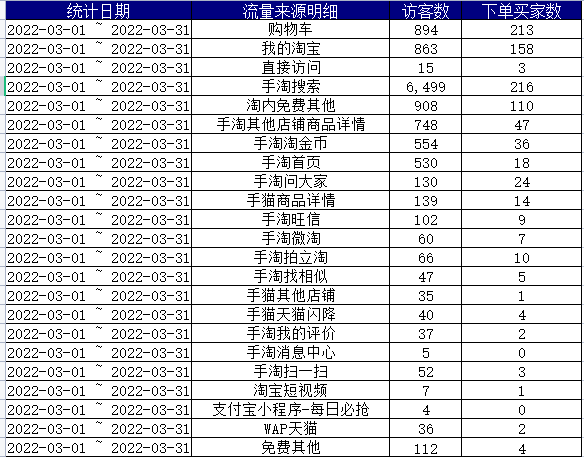 统计日期 流量来源明细 访客数 下单买家数
2022-03-01 ~ 2022-03-31 购物车 894 213
2022-03-01 ~ 2022-03-31 我的淘宝 863 158
2022-03-01 ~ 2022-03-31 直接访问 15 3
2022-03-01 ~ 2022-03-31 手淘搜索 6,499 216
2022-03-01 ~ 2022-03-31 淘内免费其他 908 110
2022-03-01 ~ 2022-03-31 手淘其他店铺商品详情 748 47
2022-03-01 ~ 2022-03-31 手淘淘金币 554 36
2022-03-01 ~ 2022-03-31 手淘首页 530 18
2022-03-01 ~ 2022-03-31 手淘问大家 130 24
2022-03-01 ~ 2022-03-31 手猫商品详情 139 14
2022-03-01 ~ 2022-03-31 手淘旺信 102 9
2022-03-01 ~ 2022-03-31 手淘微淘 60 7
2022-03-01 ~ 2022-03-31 手淘拍立淘 66 10
2022-03-01 ~ 2022-03-31 手淘找相似 47 5
2022-03-01 ~ 2022-03-31 手猫其他店铺 35 1
2022-03-01 ~ 2022-03-31 手猫天猫闪降 40 4
2022-03-01 ~ 2022-03-31 手淘我的评价 37 2
2022-03-01 ~ 2022-03-31 手淘消息中心 5 0
2022-03-01 ~ 2022-03-31 手淘扫一扫 52 3
2022-03-01 ~ 2022-03-31 淘宝短视频 7 1
2022-03-01 ~ 2022-03-31 支付宝小程序-每日必抢 4 0
2022-03-01 ~ 2022-03-31 WAP天猫 36 2
2022-03-01 ~ 2022-03-31 免费其他 112 4